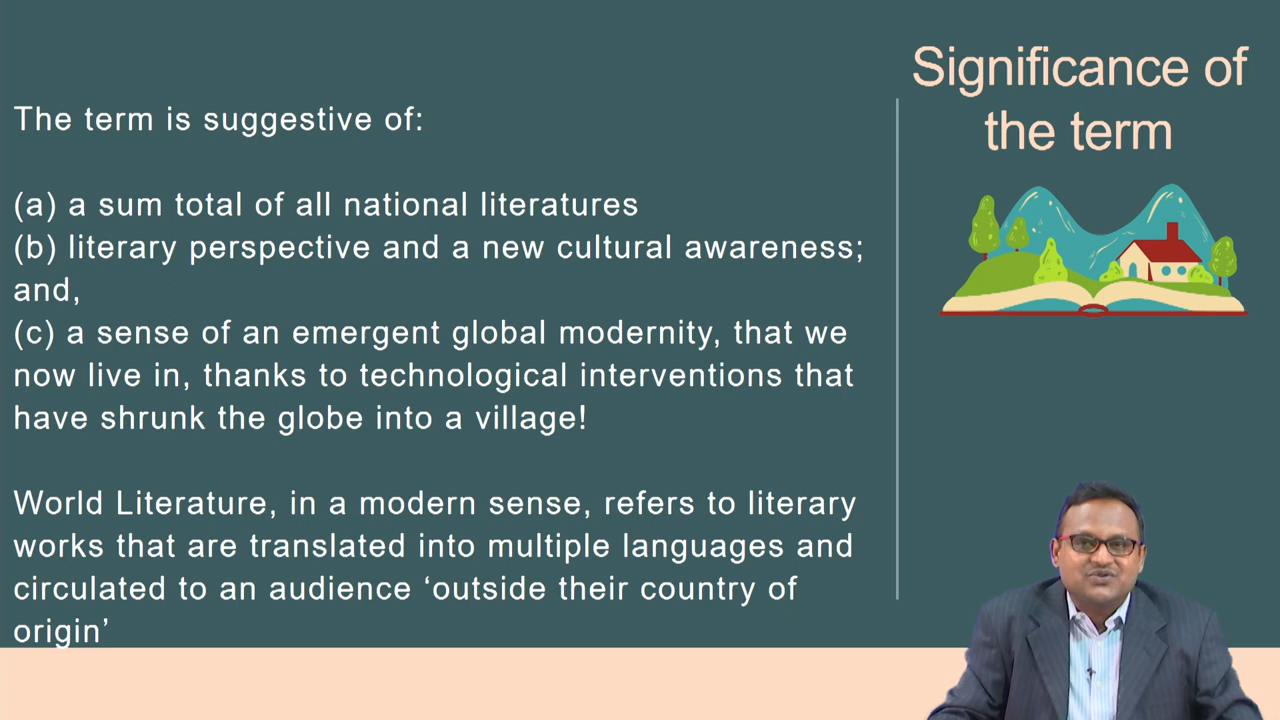 Significance of
the term
The term is suggestive of:
(a) a sum total of all national literatures
(b) literary perspective and a new cultural awareness;
and,
(c) a sense of an emergent global modernity, that we
now live in, thanks to technological interventions that
have shrunk the globe into a village!
World Literature, in a modern sense, refers to literary
works that are translated into multiple languages and
circulated to an audience ‘outside their country of
origin’